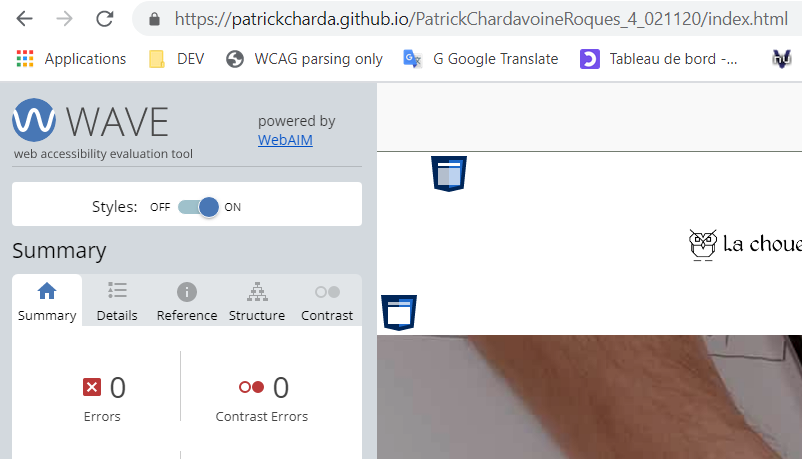 https://patrickcharda.github.io/PatrickChardavoineRoques_4_021120/index.html
Applications DEV WCAG parsing only G Google Translate Tableau de bord -...
WAVE
web accessibility evaluation tool
powered by
WebAIM
Styles: OFF ON
Summary
Summary Details Reference Structure Contrast
0 0
Errors Contrast Errors
La choue